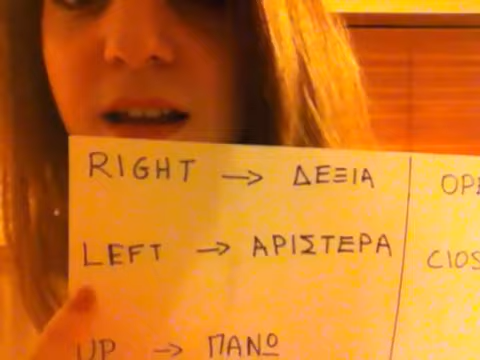 RIGHT → ΔΕΞΙΑ
LEFT → ΑΡΙΣΤΕΡΑ
UP → ΠΑΝΩ